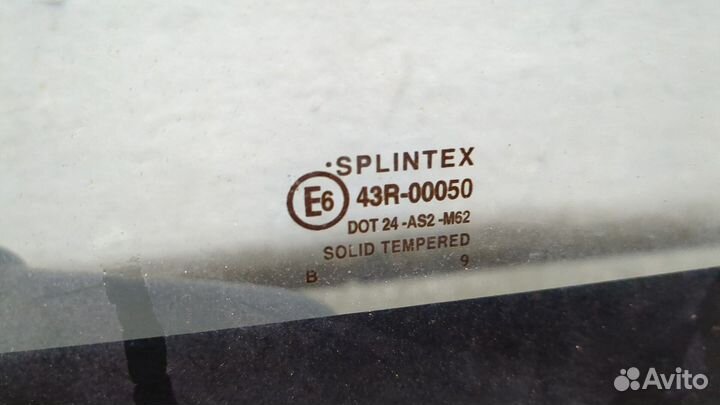 ·SPLINTEX
E6 43R-00050
DOT 24-AS2-M62
SOLID TEMPERED
B 9
Avito